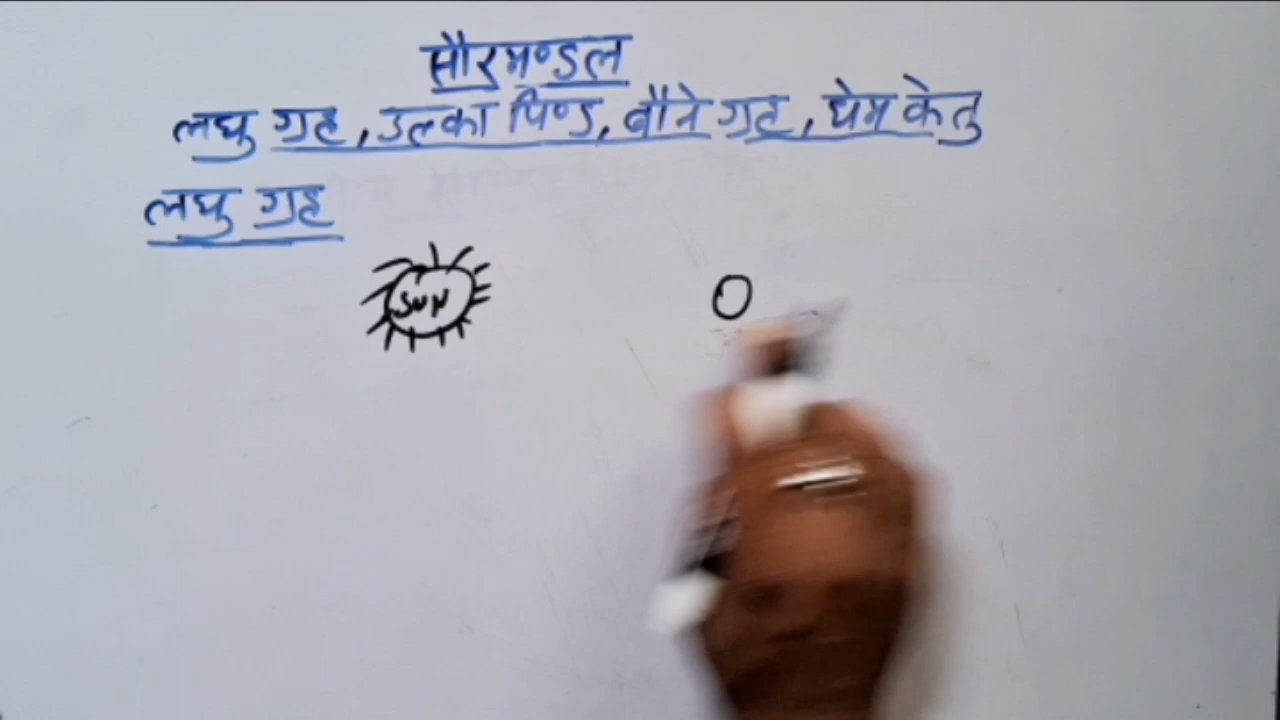 सौरमण्डल
लघु ग्रह, उल्का पिण्ड, बौने ग्रह, घेमकेतु
लघु ग्रह
SUN